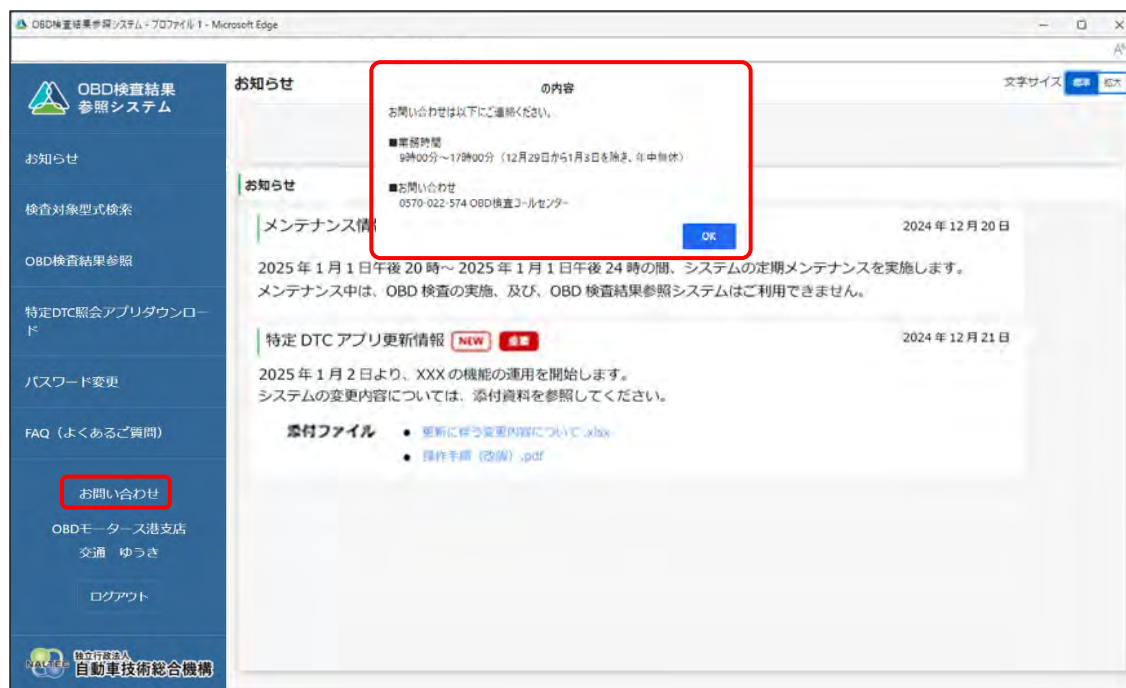 OBD検査結果参照システム - プロファイル 1 - Microsoft Edge
OBD検査結果
参照システム
お知らせ
検査対象型式検索
OBD検査結果参照
特定DTC照会アプリダウンロー
ド
パスワード変更
FAQ（よくあるご質問）
お問い合わせ
OBDモータース港支店
交通　ゆうき
ログアウト
NALTEC 独立行政法人
自動車技術総合機構
お知らせ
文字サイズ 標準 拡大
の内容
お問い合わせは以下にご連絡ください。
■業務時間
9時00分～17時00分（12月29日から1月3日を除き、年中無休）
■お問い合わせ
0570-022-574 OBD検査コールセンター
OK
お知らせ
メンテナンス情 2024 年 12 月 20 日
2025 年 1 月 1 日午後 20 時～ 2025 年 1 月 1 日午後 24 時の間、システムの定期メンテナンスを実施します。
メンテナンス中は、OBD 検査の実施、及び、OBD 検査結果参照システムはご利用できません。
特定 DTC アプリ更新情報 NEW 重要 2024 年 12 月 21 日
2025 年 1 月 2 日より、XXX の機能の運用を開始します。
システムの変更内容については、添付資料を参照してください。
添付ファイル ● 更新に伴う変更内容について.xlsx
● 操作手順（改版）.pdf